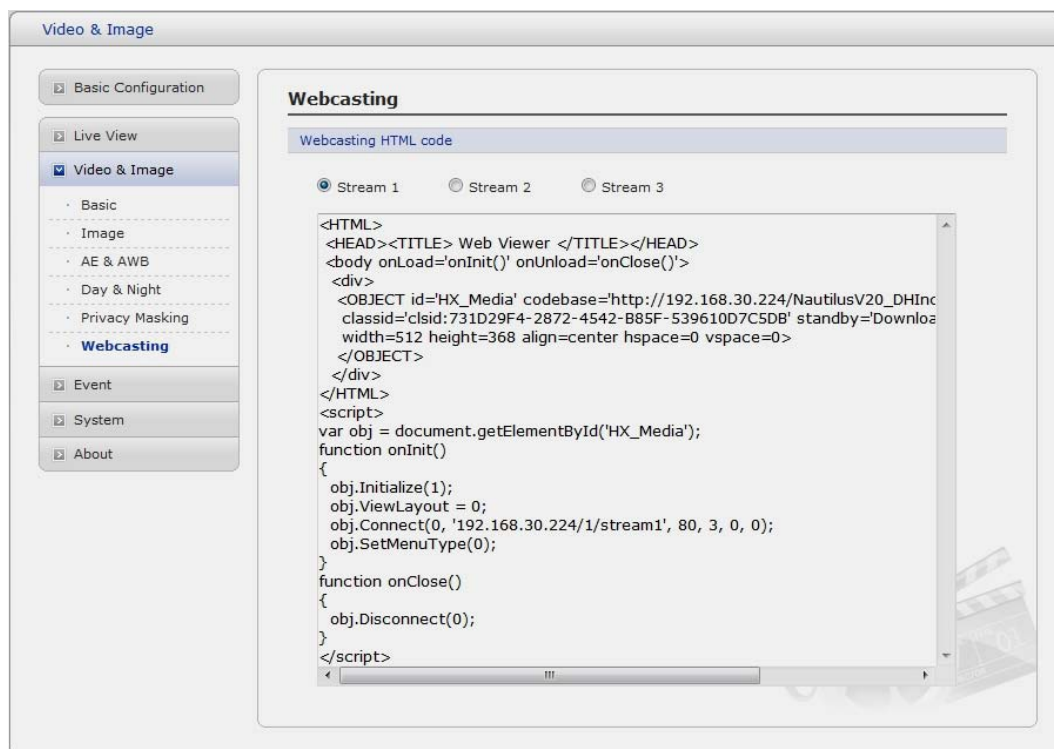 Video & Image
Basic Configuration
Live View
Video & Image
· Basic
· Image
· AE & AWB
· Day & Night
· Privacy Masking
· Webcasting
Event
System
About
Webcasting
Webcasting HTML code
Stream 1 Stream 2 Stream 3
<HTML>
<HEAD><TITLE> Web Viewer </TITLE></HEAD>
<body onLoad='onInit()' onUnload='onClose()'>
<div>
<OBJECT id='HX_Media' codebase='http://192.168.30.224/NautilusV20_DHInc
classid='clsid:731D29F4-2872-4542-B85F-539610D7C5DB' standby='Downloa
width=512 height=368 align=center hspace=0 vspace=0>
</OBJECT>
</div>
</HTML>
<script>
var obj = document.getElementById('HX_Media');
function onInit()
{
obj.Initialize(1);
obj.ViewLayout = 0;
obj.Connect(0, '192.168.30.224/1/stream1', 80, 3, 0, 0);
obj.SetMenuType(0);
}
function onClose()
{
obj.Disconnect(0);
}
</script>